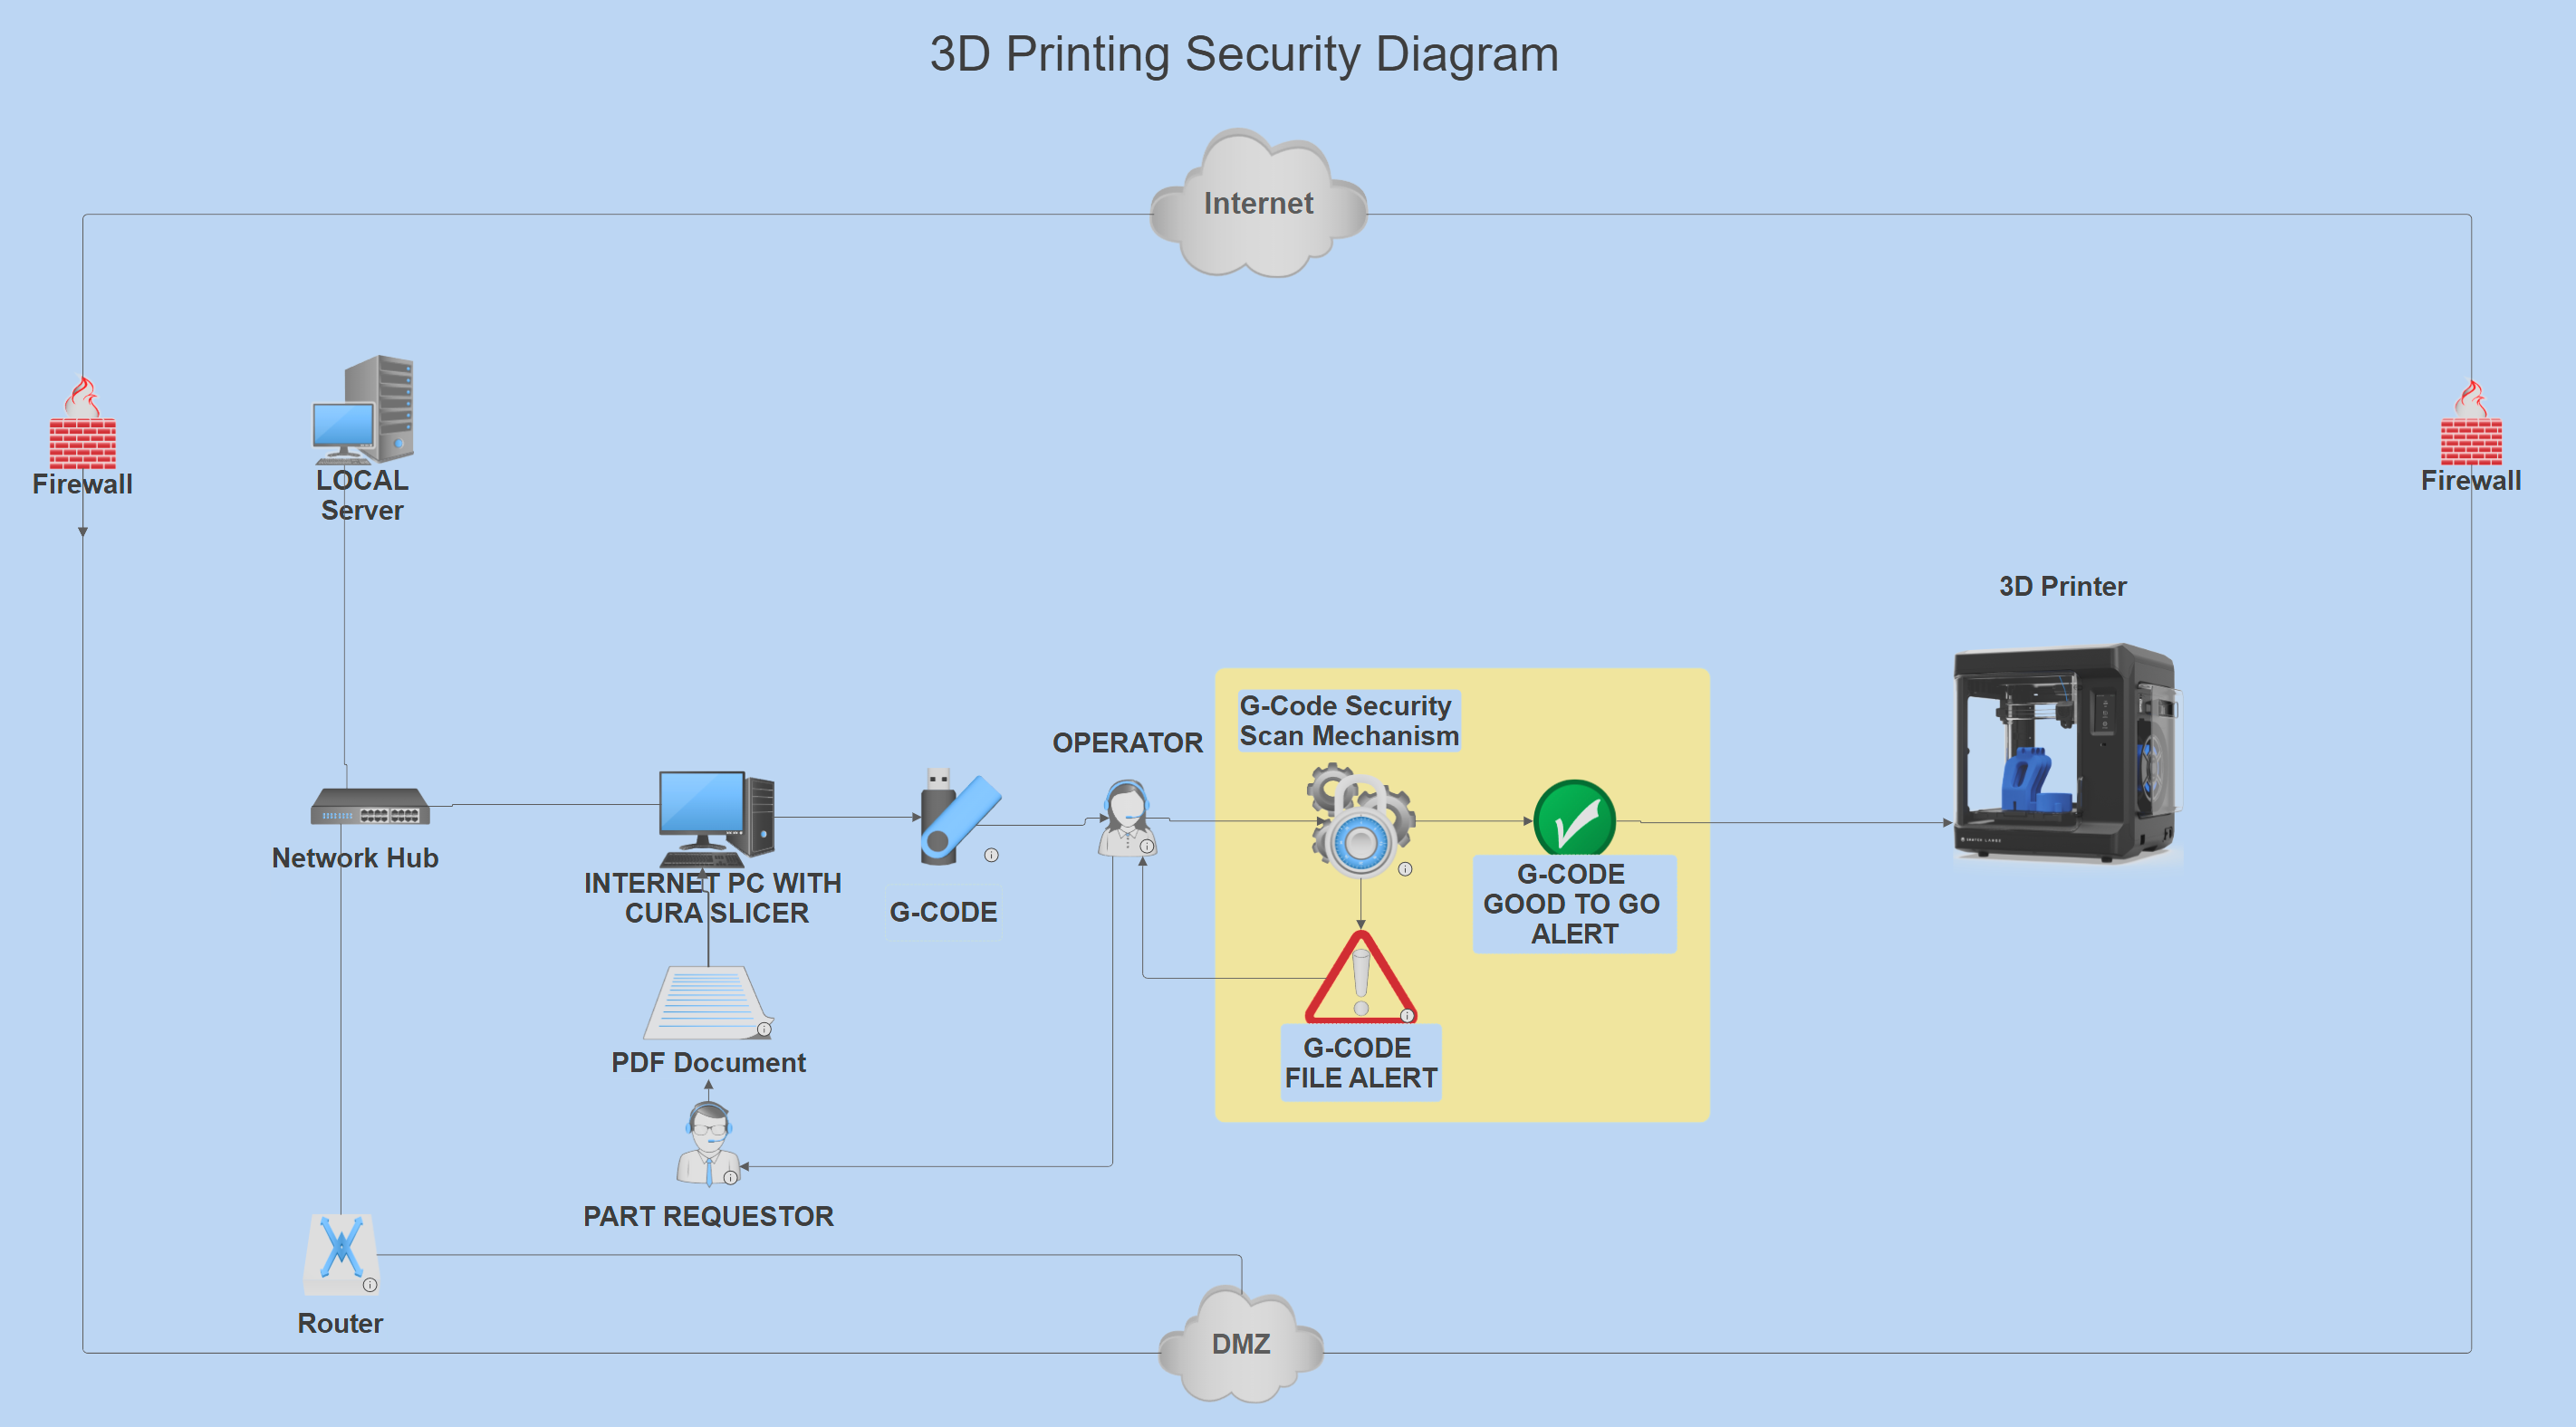 3D Printing Security Diagram
Internet
Firewall
LOCAL
Server
Firewall
3D Printer
G-Code Security
Scan Mechanism
OPERATOR
Network Hub
INTERNET PC WITH
CURA SLICER
G-CODE
G-CODE
GOOD TO GO
ALERT
PDF Document
G-CODE
FILE ALERT
PART REQUESTOR
Router
DMZ